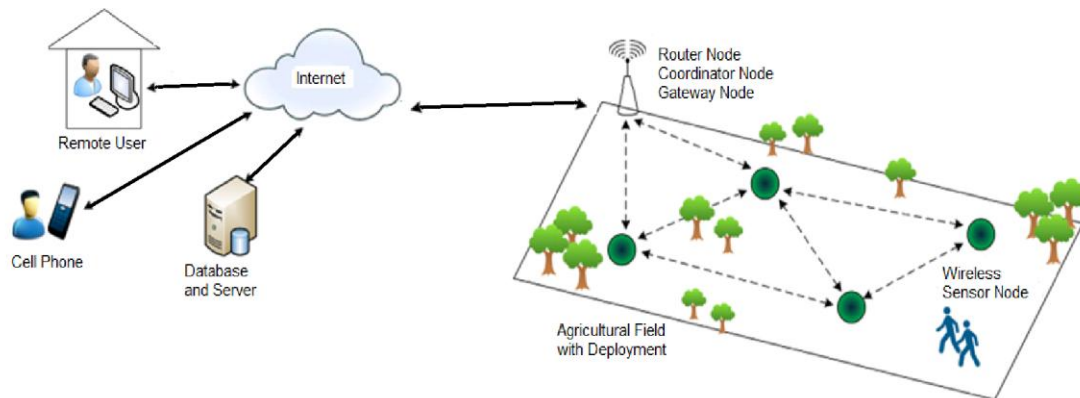 Router Node
Coordinator Node
Gateway Node
Internet
Remote User
Cell Phone
Database
and Server
Wireless
Sensor Node
Agricultural Field
with Deployment